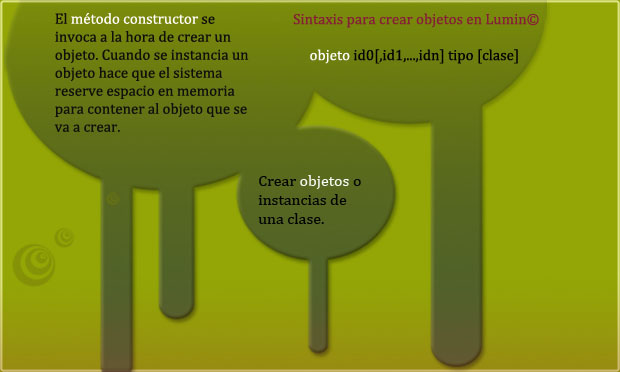 El método constructor se
invoca a la hora de crear un
objeto. Cuando se instancia un
objeto hace que el sistema
reserve espacio en memoria
para contener al objeto que se
va a crear.
Sintaxis para crear objetos en Lumin©
objeto id0[,id1,...,idn] tipo [clase]
Crear objetos o
instancias de
una clase.